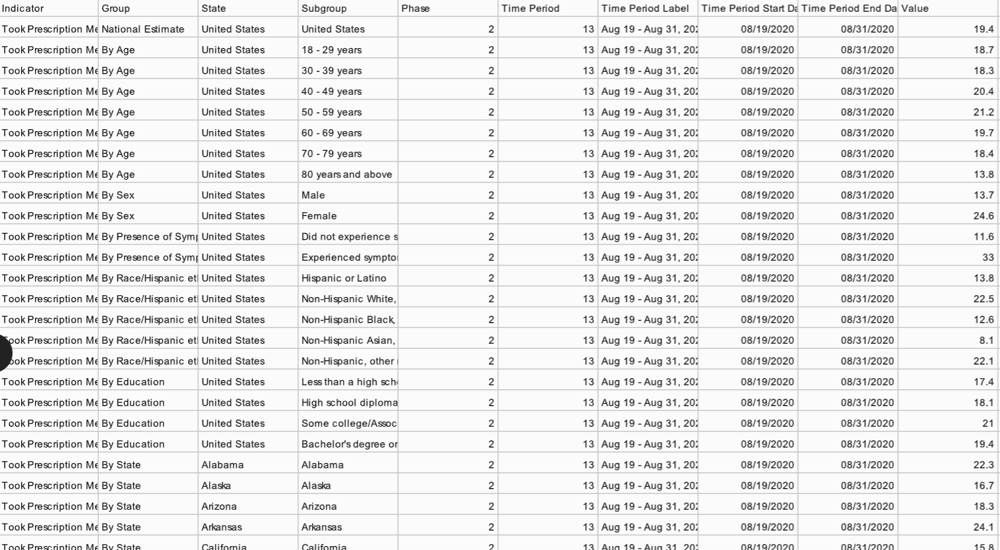 Indicator Group State Subgroup Phase Time Period Time Period Label Time Period Start Da Time Period End Da Value
Took Prescription Me National Estimate United States United States 2 13 Aug 19 - Aug 31, 202 08/19/2020 08/31/2020 19.4
Took Prescription Me By Age United States 18 - 29 years 2 13 Aug 19 - Aug 31, 202 08/19/2020 08/31/2020 18.7
Took Prescription Me By Age United States 30 - 39 years 2 13 Aug 19 - Aug 31, 202 08/19/2020 08/31/2020 18.3
Took Prescription Me By Age United States 40 - 49 years 2 13 Aug 19 - Aug 31, 202 08/19/2020 08/31/2020 20.4
Took Prescription Me By Age United States 50 - 59 years 2 13 Aug 19 - Aug 31, 202 08/19/2020 08/31/2020 21.2
Took Prescription Me By Age United States 60 - 69 years 2 13 Aug 19 - Aug 31, 202 08/19/2020 08/31/2020 19.7
Took Prescription Me By Age United States 70 - 79 years 2 13 Aug 19 - Aug 31, 202 08/19/2020 08/31/2020 18.4
Took Prescription Me By Age United States 80 years and above 2 13 Aug 19 - Aug 31, 202 08/19/2020 08/31/2020 13.8
Took Prescription Me By Sex United States Male 2 13 Aug 19 - Aug 31, 202 08/19/2020 08/31/2020 13.7
Took Prescription Me By Sex United States Female 2 13 Aug 19 - Aug 31, 202 08/19/2020 08/31/2020 24.6
Took Prescription Me By Presence of Symp United States Did not experience s 2 13 Aug 19 - Aug 31, 202 08/19/2020 08/31/2020 11.6
Took Prescription Me By Presence of Symp United States Experienced sympto 2 13 Aug 19 - Aug 31, 202 08/19/2020 08/31/2020 33
Took Prescription Me By Race/Hispanic et United States Hispanic or Latino 2 13 Aug 19 - Aug 31, 202 08/19/2020 08/31/2020 13.8
Took Prescription Me By Race/Hispanic et United States Non-Hispanic White, 2 13 Aug 19 - Aug 31, 202 08/19/2020 08/31/2020 22.5
Took Prescription Me By Race/Hispanic et United States Non-Hispanic Black, 2 13 Aug 19 - Aug 31, 202 08/19/2020 08/31/2020 12.6
ook Prescription Me By Race/Hispanic et United States Non-Hispanic Asian, 2 13 Aug 19 - Aug 31, 202 08/19/2020 08/31/2020 8.1
ook Prescription Me By Race/Hispanic et United States Non-Hispanic, other 2 13 Aug 19 - Aug 31, 202 08/19/2020 08/31/2020 22.1
Took Prescription Me By Education United States Less than a high sch 2 13 Aug 19 - Aug 31, 202 08/19/2020 08/31/2020 17.4
Took Prescription Me By Education United States High school diploma 2 13 Aug 19 - Aug 31, 202 08/19/2020 08/31/2020 18.1
Took Prescription Me By Education United States Some college/Assoc 2 13 Aug 19 - Aug 31, 202 08/19/2020 08/31/2020 21
Took Prescription Me By Education United States Bachelor's degree or 2 13 Aug 19 - Aug 31, 202 08/19/2020 08/31/2020 19.4
Took Prescription Me By State Alabama Alabama 2 13 Aug 19 - Aug 31, 202 08/19/2020 08/31/2020 22.3
Took Prescription Me By State Alaska Alaska 2 13 Aug 19 - Aug 31, 202 08/19/2020 08/31/2020 16.7
Took Prescription Me By State Arizona Arizona 2 13 Aug 19 - Aug 31, 202 08/19/2020 08/31/2020 18.3
Took Prescription Me By State Arkansas Arkansas 2 13 Aug 19 - Aug 31, 202 08/19/2020 08/31/2020 24.1
Took Prescription Me By State California California 2 13 Aug 19 - Aug 31, 202 08/19/2020 08/31/2020 15.8